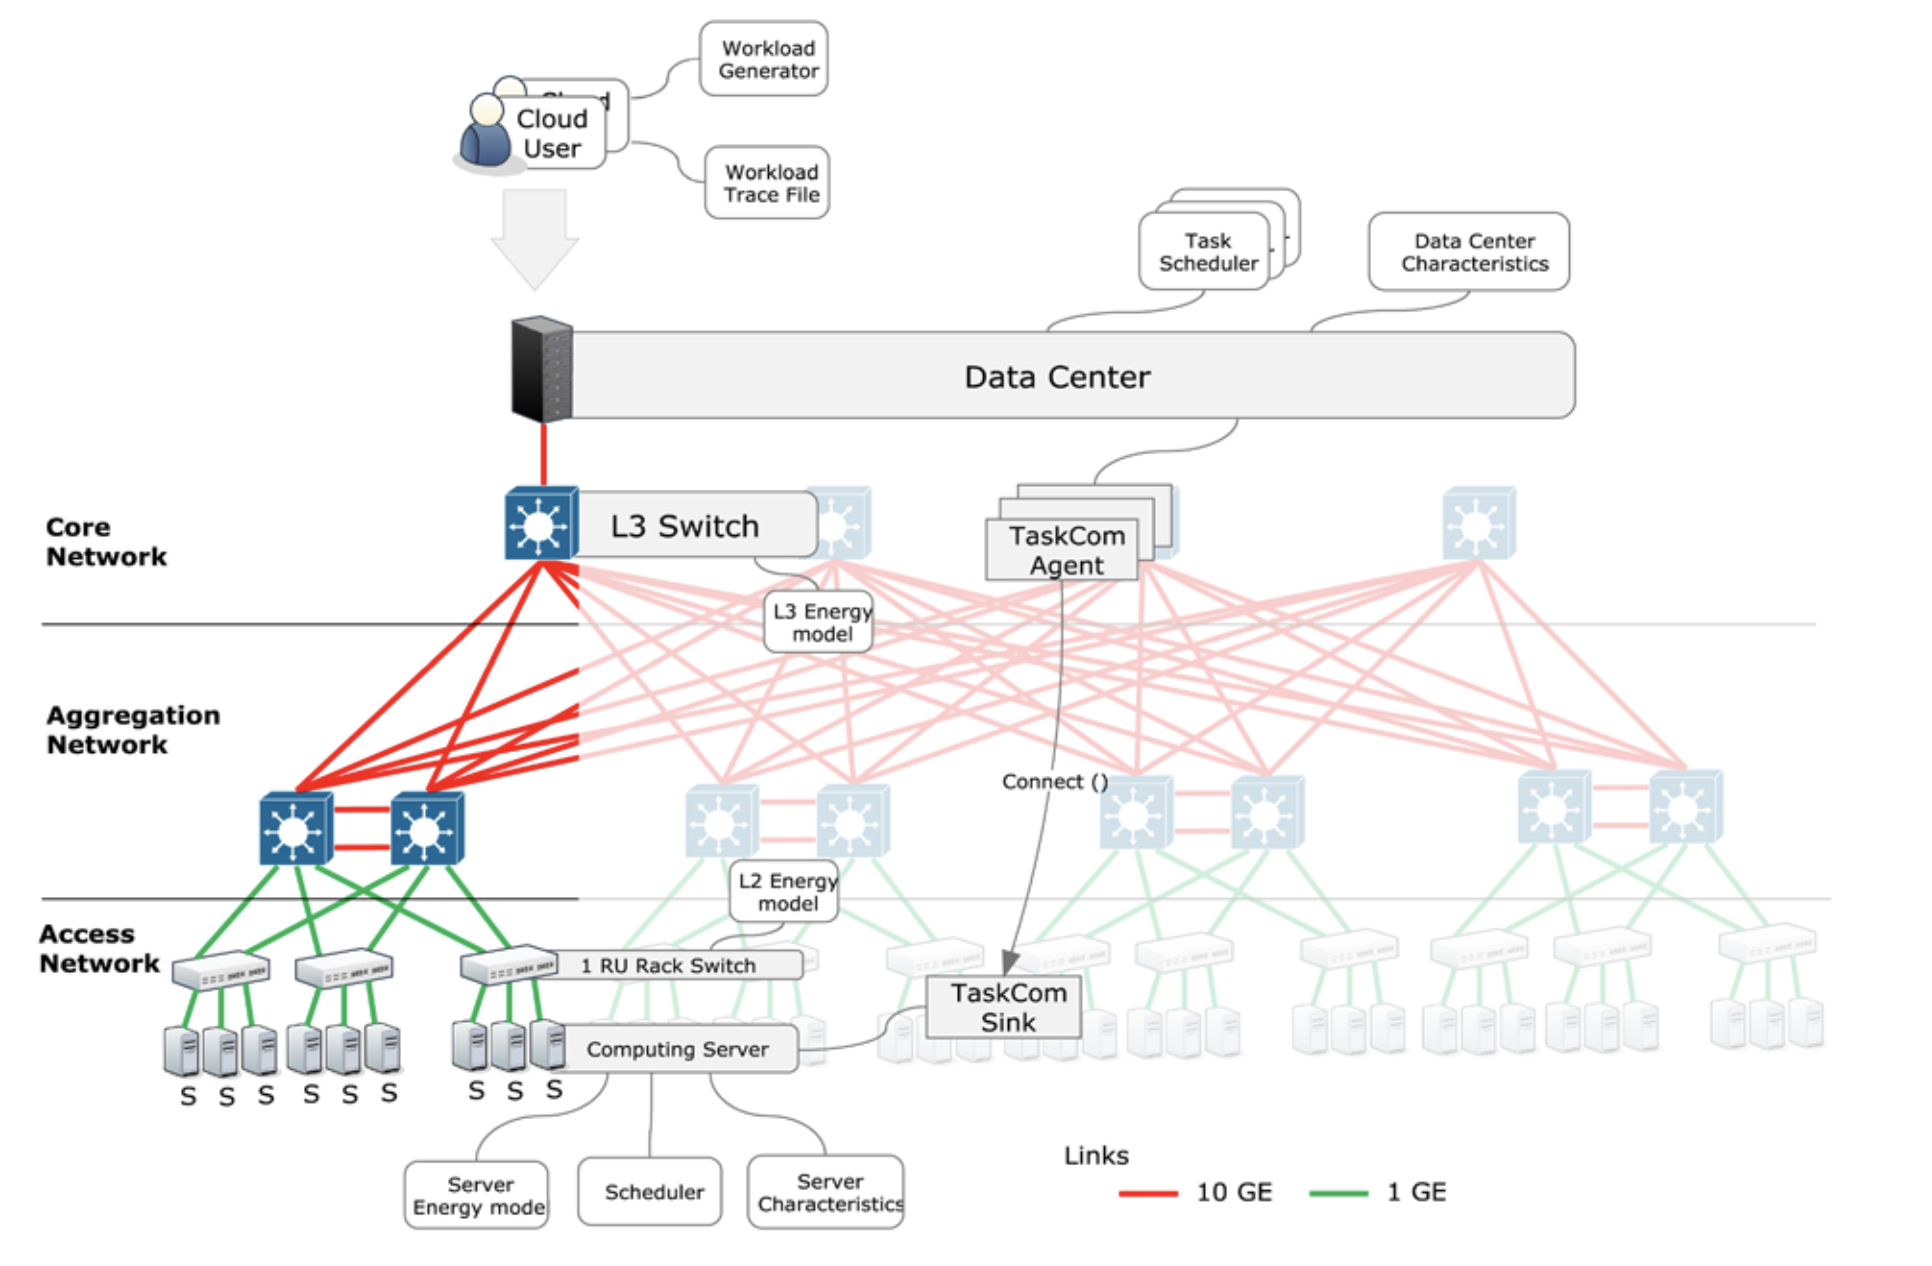 Workload
Generator
Cloud
Cloud
User
Workload
Trace File
Task
Scheduler
Data Center
Characteristics
Data Center
Core
Network
L3 Switch
TaskCom
Agent
L3 Energy
model
Aggregation
Network
Connect ()
L2 Energy
model
Access
Network
1 RU Rack Switch
TaskCom
Sink
Computing Server
S S S S S S S S S
Server
Energy mode
Scheduler
Server
Characteristics
Links
10 GE
1 GE